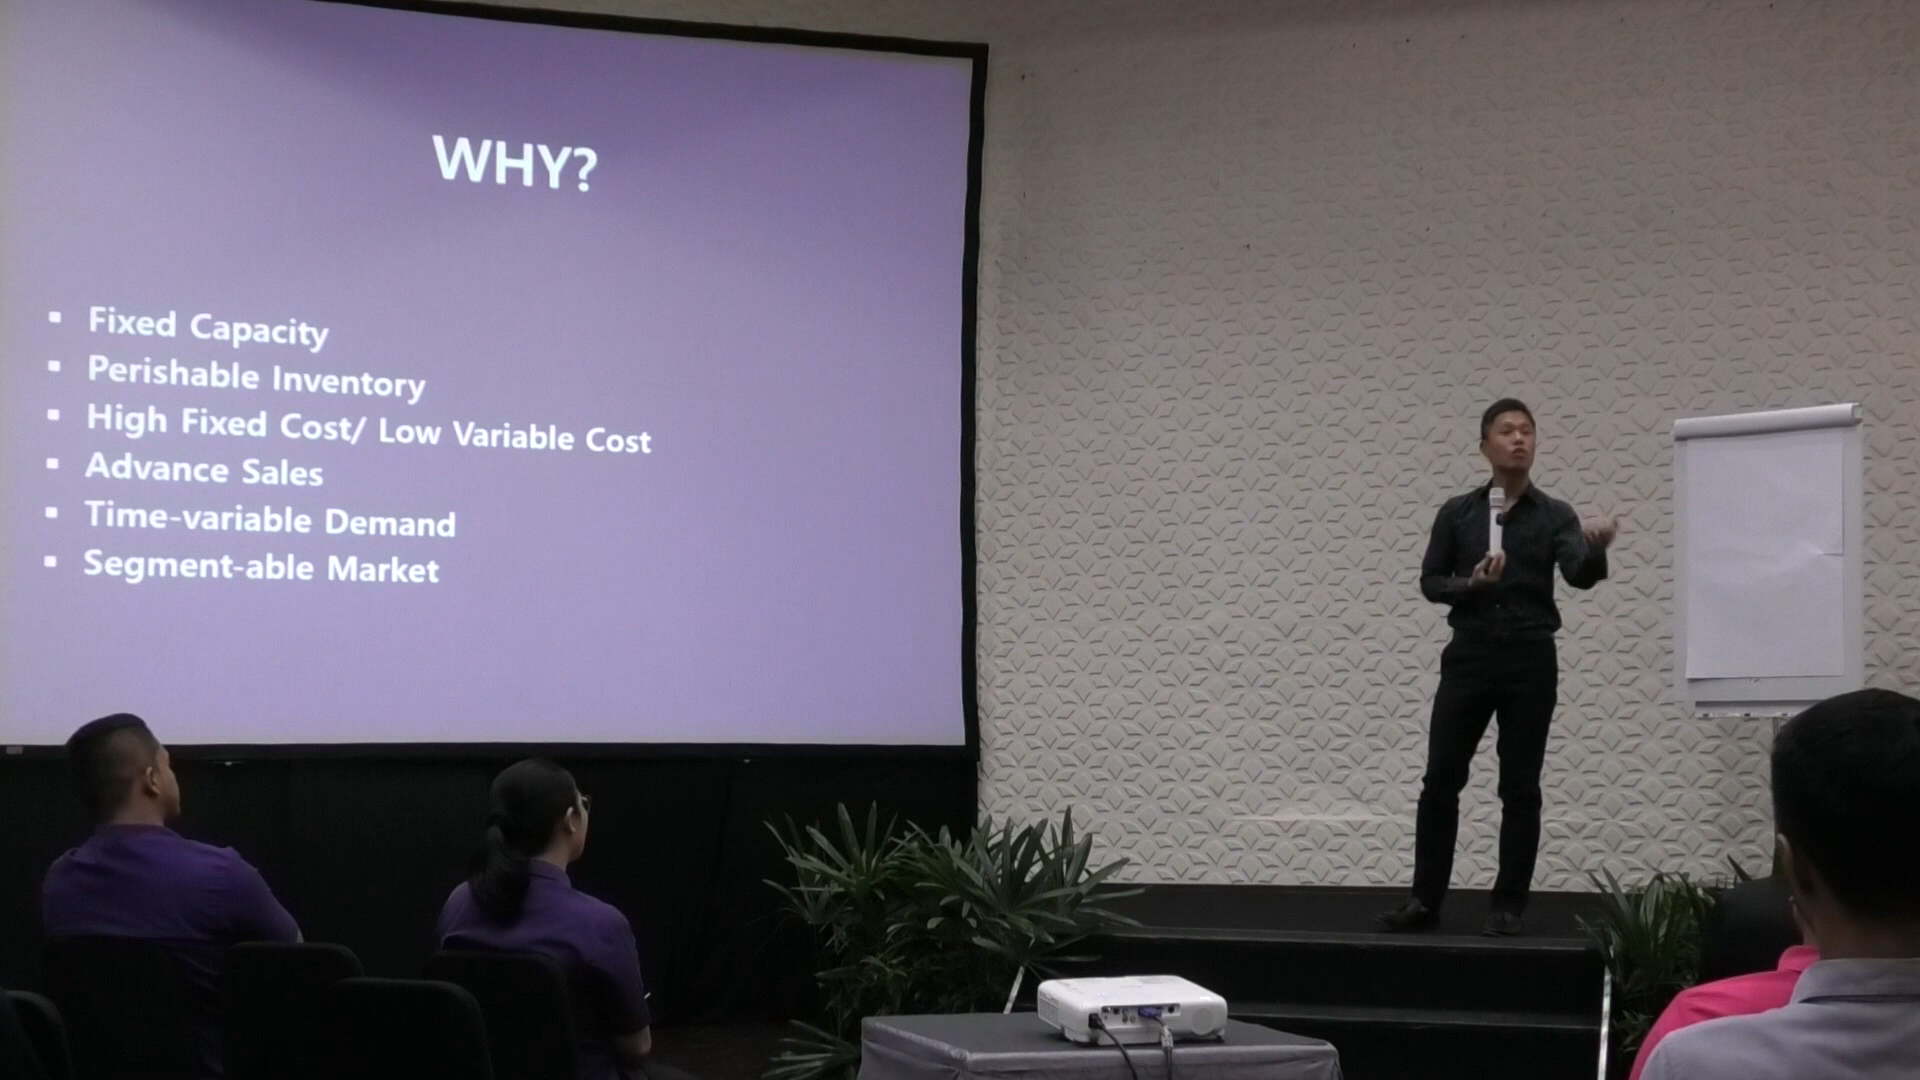 WHY?
▪ Fixed Capacity
▪ Perishable Inventory
▪ High Fixed Cost/ Low Variable Cost
▪ Advance Sales
▪ Time-variable Demand
▪ Segment-able Market